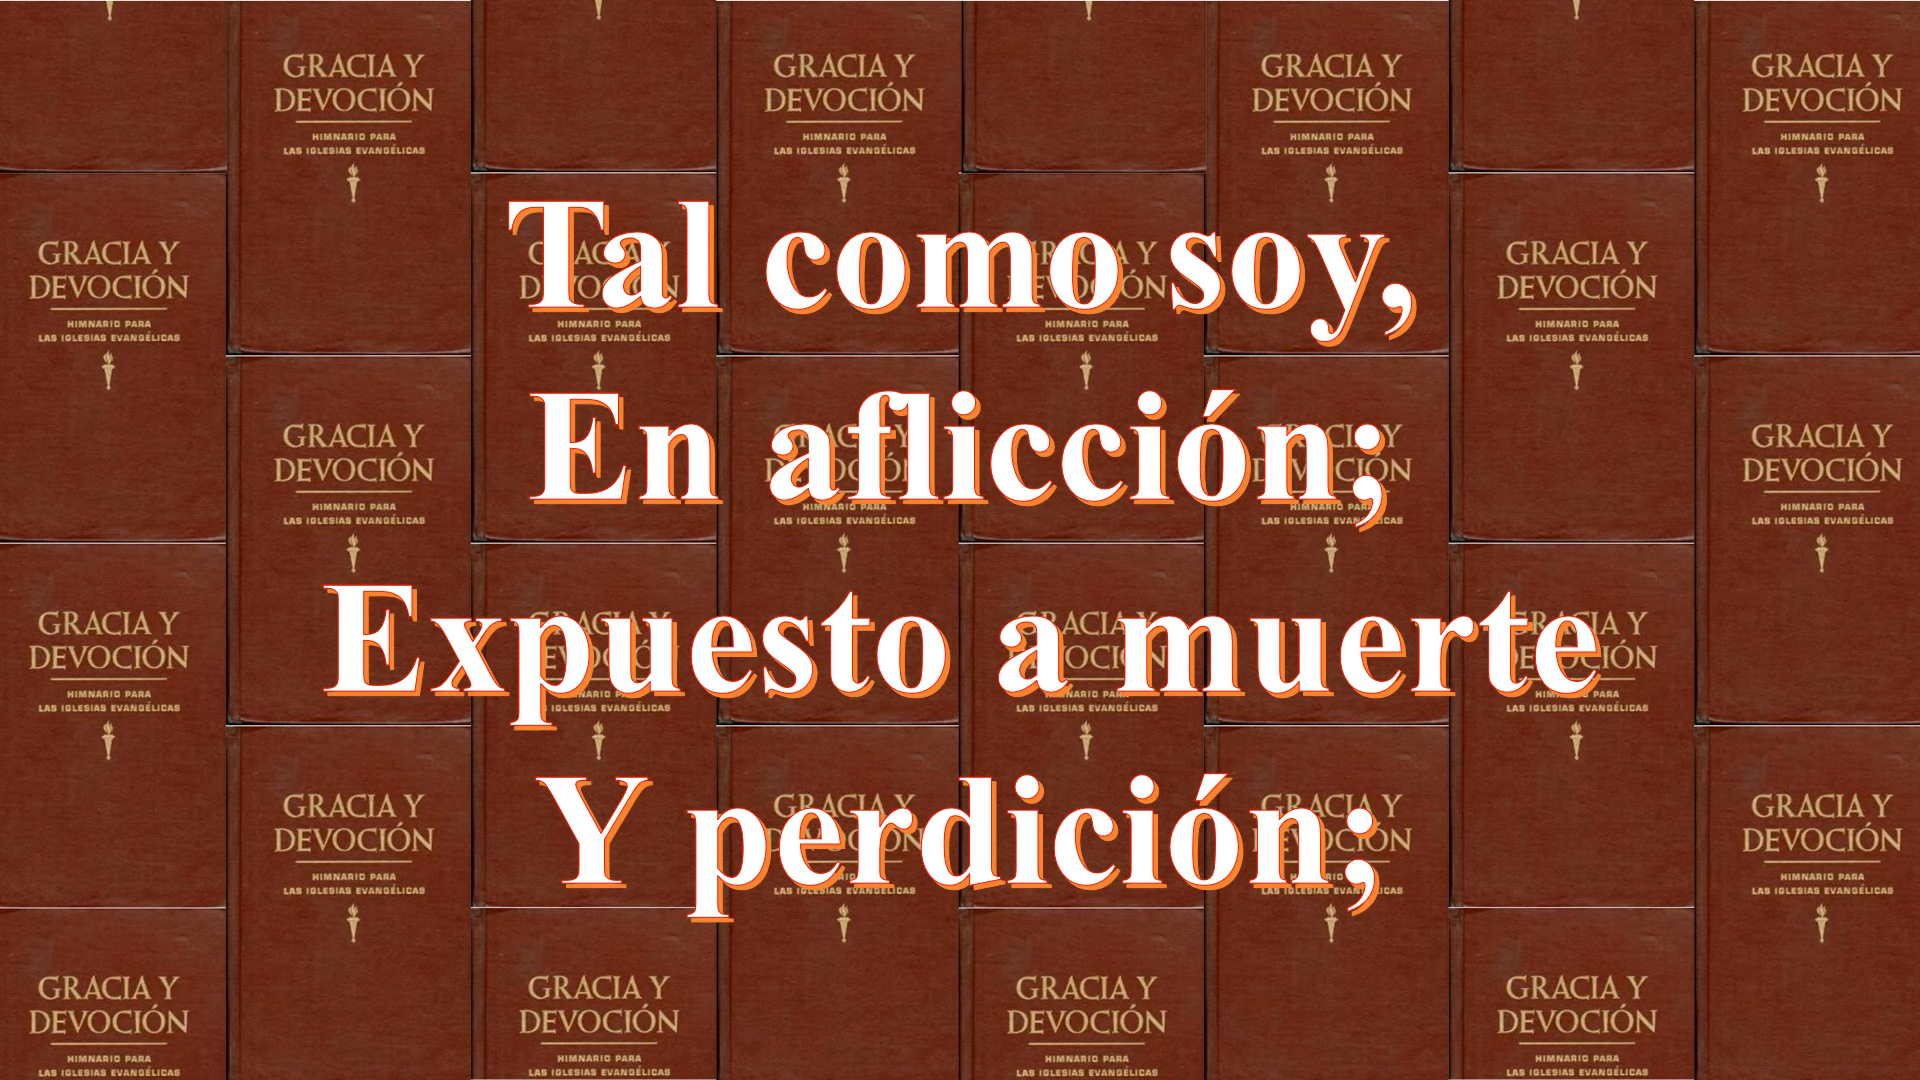 Tal como soy,
En aflicción;
Expuesto a muerte
Y perdición;
GRACIA Y
DEVOCIÓN
HIMNARIO PARA
LAS IGLESIAS EVANGÉLICAS